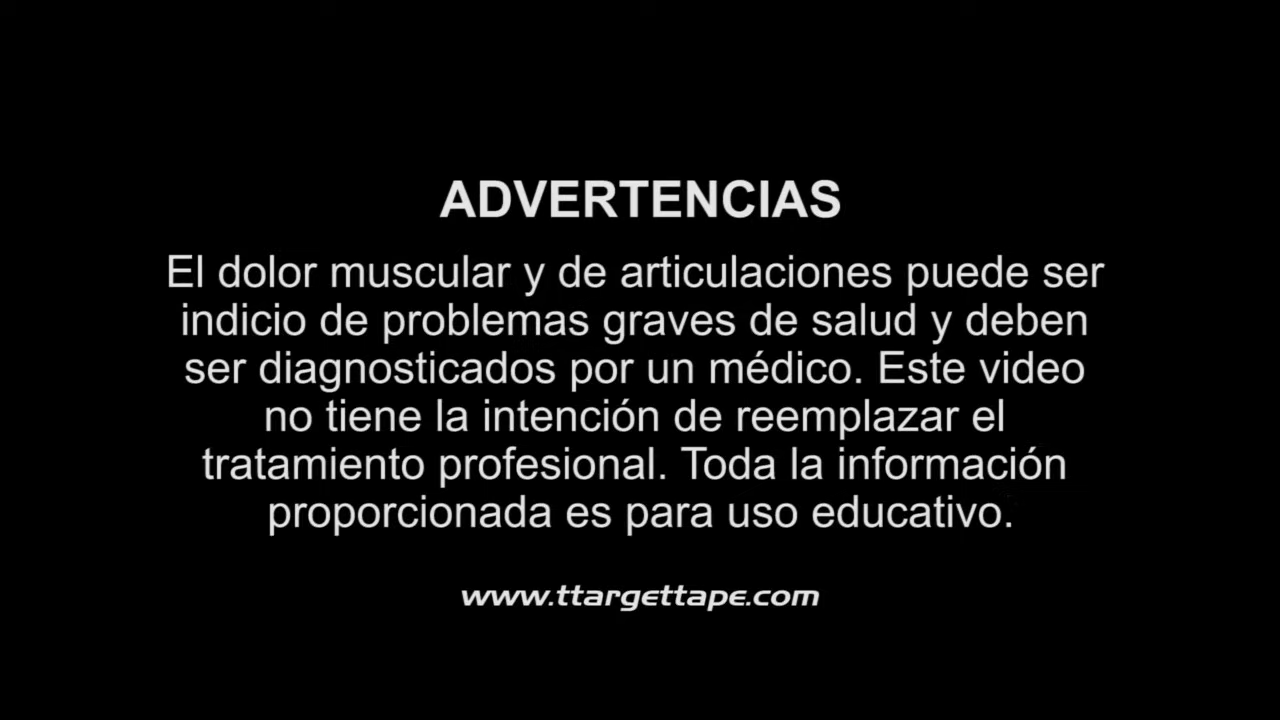 ADVERTENCIAS
El dolor muscular y de articulaciones puede ser
indicio de problemas graves de salud y deben
ser diagnosticados por un médico. Este video
no tiene la intención de reemplazar el
tratamiento profesional. Toda la información
proporcionada es para uso educativo.
www.ttargettape.com